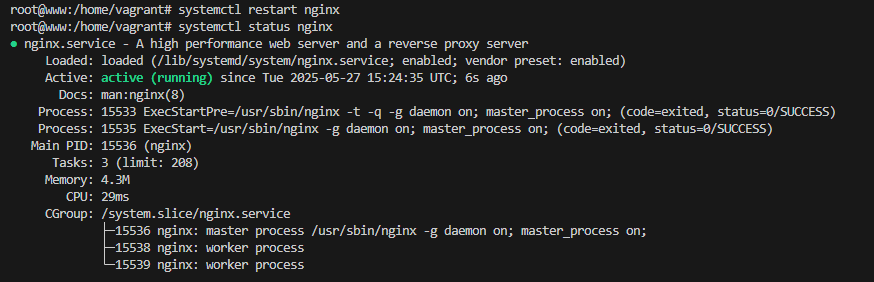 root@www:/home/vagrant# systemctl restart nginx
root@www:/home/vagrant# systemctl status nginx
● nginx.service - A high performance web server and a reverse proxy server
     Loaded: loaded (/lib/systemd/system/nginx.service; enabled; vendor preset: enabled)
     Active: active (running) since Tue 2025-05-27 15:24:35 UTC; 6s ago
       Docs: man:nginx(8)
    Process: 15533 ExecStartPre=/usr/sbin/nginx -t -q -g daemon on; master_process on; (code=exited, status=0/SUCCESS)
    Process: 15535 ExecStart=/usr/sbin/nginx -g daemon on; master_process on; (code=exited, status=0/SUCCESS)
   Main PID: 15536 (nginx)
      Tasks: 3 (limit: 208)
     Memory: 4.3M
        CPU: 29ms
     CGroup: /system.slice/nginx.service
             ├─15536 nginx: master process /usr/sbin/nginx -g daemon on; master_process on;
             ├─15538 nginx: worker process
             └─15539 nginx: worker process